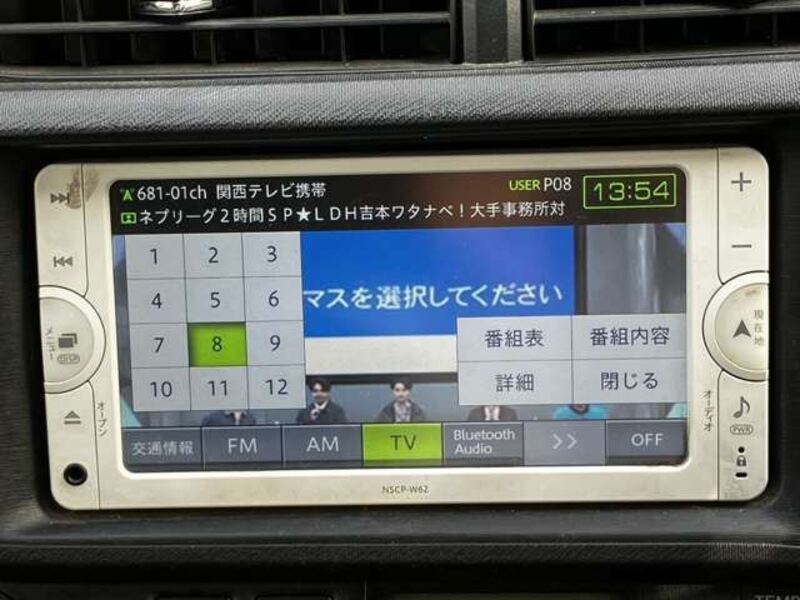 681-01ch 関西テレビ携帯 USER P08 13:54
ネプリーグ2時間SP★LDH吉本ワタナベ!大手事務所対
1 2 3
4 5 6
7 8 9
10 11 12
マスを選択してください
番組表 番組内容
詳細 閉じる
交通情報 FM AM TV Bluetooth Audio >> OFF
メニュー
DISP
オープン
+
−
現在地
オーディオ
PWR
NSCP-W62
TEMP